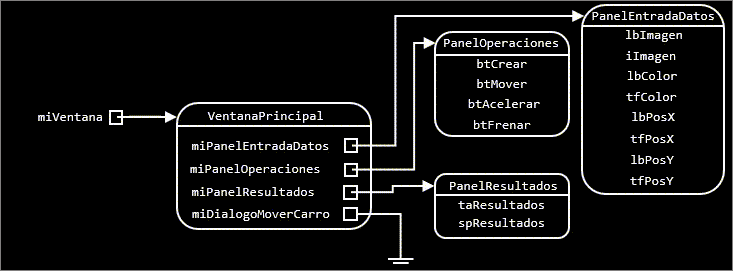 miVentana
VentanaPrincipal
miPanelEntradaDatos
miPanelOperaciones
miPanelResultados
miDialogoMoverCarro
PanelOperaciones
btCrear
btMover
btAcelerar
btFrenar
PanelResultados
taResultados
spResultados
PanelEntradaDatos
lbImagen
iImagen
lbColor
tfColor
lbPosX
tfPosX
lbPosY
tfPosY